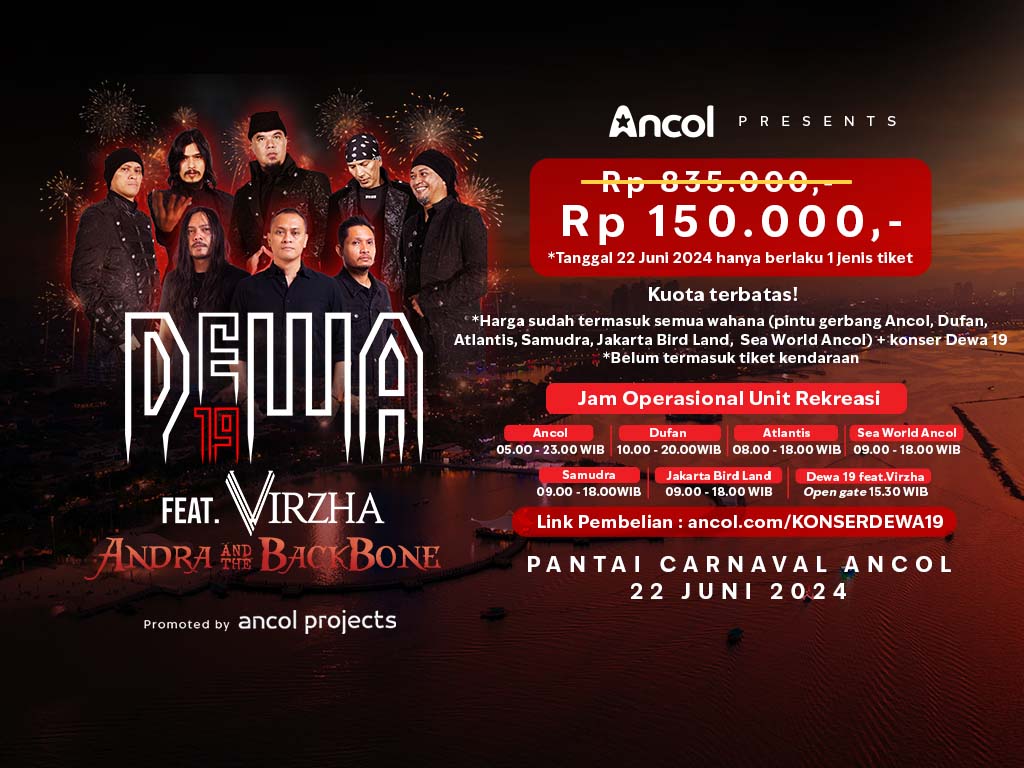 Ancol PRESENTS
Rp 835.000,-
Rp 150.000,-
*Tanggal 22 Juni 2024 hanya berlaku 1 jenis tiket
Kuota terbatas!
*Harga sudah termasuk semua wahana (pintu gerbang Ancol, Dufan,
Atlantis, Samudra, Jakarta Bird Land, Sea World Ancol) + konser Dewa 19
*Belum termasuk tiket kendaraan
Jam Operasional Unit Rekreasi
Ancol
05.00 - 23.00 WIB
Dufan
10.00 - 20.00WIB
Atlantis
08.00 - 18.00 WIB
Sea World Ancol
09.00 - 18.00 WIB
Samudra
09.00 - 18.00WIB
Jakarta Bird Land
09.00 - 18.00 WIB
Dewa 19 feat.Virzha
Open gate 15.30 WIB
Link Pembelian : ancol.com/KONSERDEWA19
PANTAI CARNAVAL ANCOL
22 JUNI 2024
DEWA
19
FEAT. VIRZHA
ANDRA AND THE BACKBONE
Promoted by ancol projects